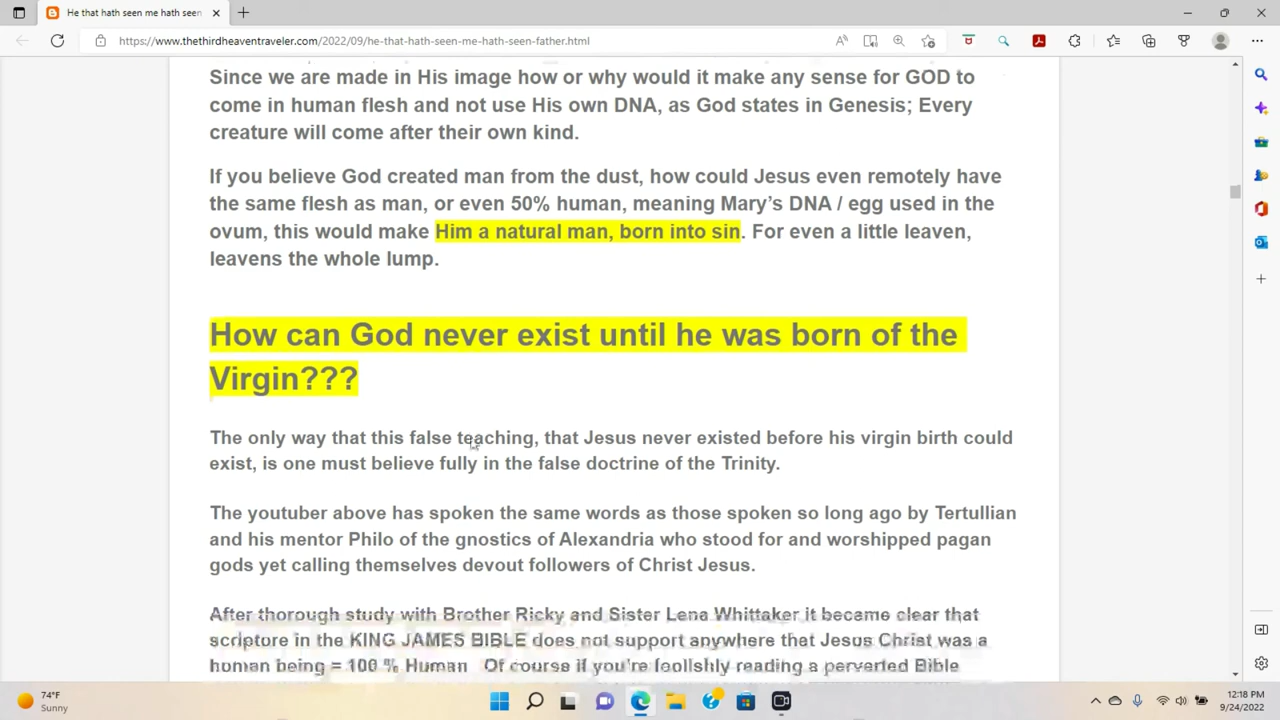 He that hath seen me hath seen
https://www.thethirdheaventraveler.com/2022/09/he-that-hath-seen-me-hath-seen-father.html
Since we are made in His image how or why would it make any sense for GOD to
come in human flesh and not use His own DNA, as God states in Genesis; Every
creature will come after their own kind.
If you believe God created man from the dust, how could Jesus even remotely have
the same flesh as man, or even 50% human, meaning Mary’s DNA / egg used in the
ovum, this would make Him a natural man, born into sin. For even a little leaven,
leavens the whole lump.
How can God never exist until he was born of the
Virgin???
The only way that this false teaching, that Jesus never existed before his virgin birth could
exist, is one must believe fully in the false doctrine of the Trinity.
The youtuber above has spoken the same words as those spoken so long ago by Tertullian
and his mentor Philo of the gnostics of Alexandria who stood for and worshipped pagan
gods yet calling themselves devout followers of Christ Jesus.
After thorough study with Brother Ricky and Sister Lena Whittaker it became clear that
scripture in the KING JAMES BIBLE does not support anywhere that Jesus Christ was a
human being = 100 % Human Of course if you're foolishly reading a perverted Bible
74°F
Sunny
12:18 PM
9/24/2022